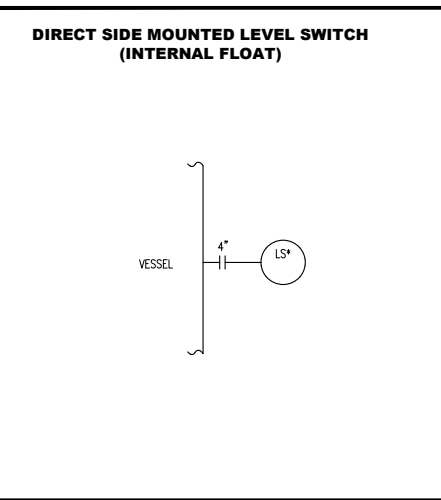 DIRECT SIDE MOUNTED LEVEL SWITCH
(INTERNAL FLOAT)
4"
LS*
VESSEL